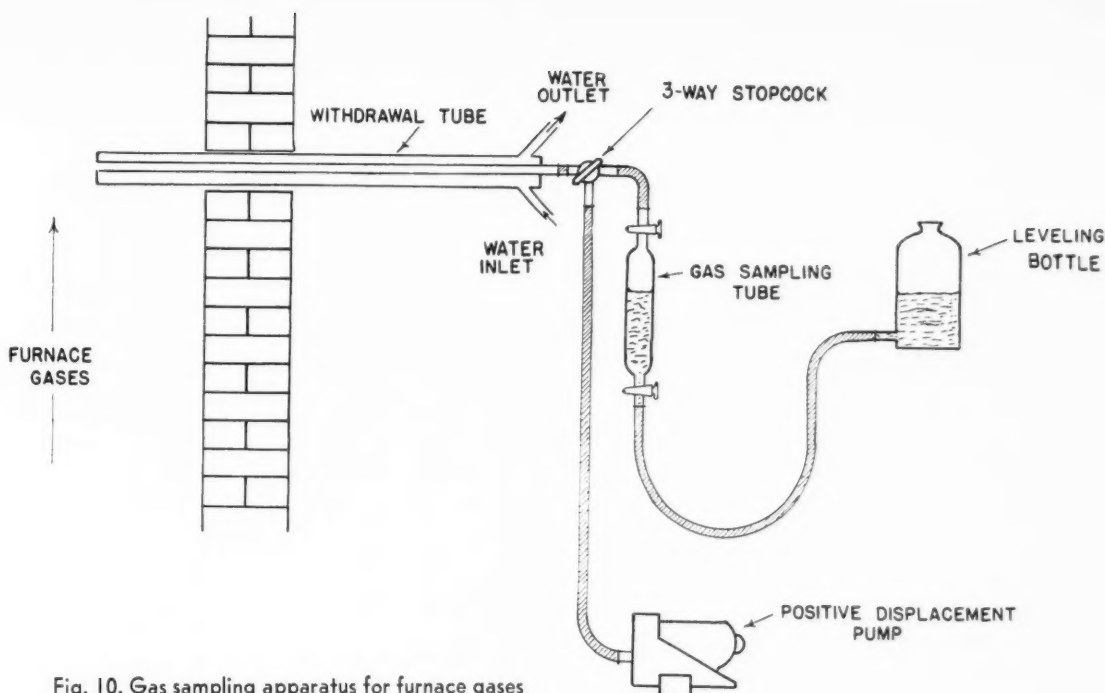 WATER
OUTLET
3-WAY STOPCOCK
WITHDRAWAL TUBE
WATER
INLET
GAS SAMPLING
TUBE
LEVELING
BOTTLE
FURNACE
GASES
POSITIVE DISPLACEMENT
PUMP
Fig. 10. Gas sampling apparatus for furnace gases